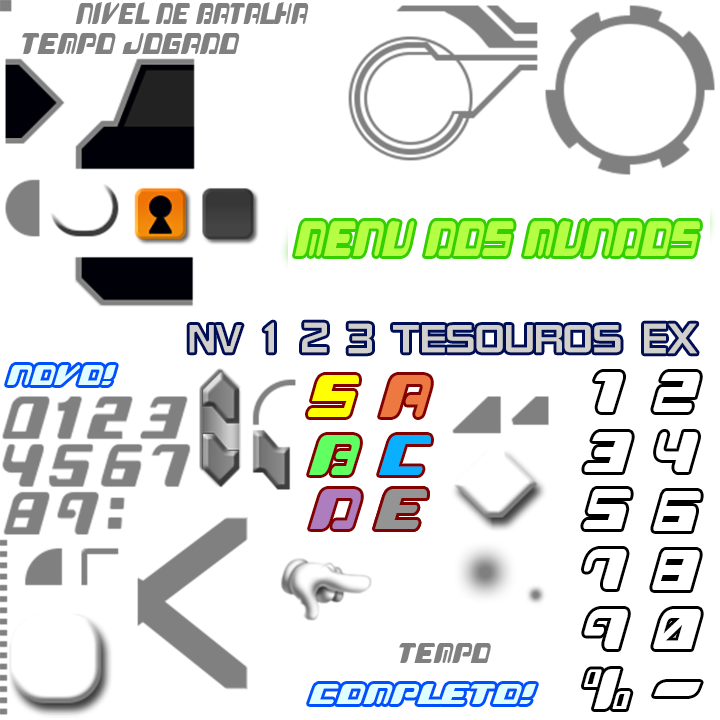 NIVEL DE BATALHA
TEMPO JOGADO
MENU DOS MUNDOS
NV 1 2 3 TESOUROS EX
NOVO!
0123
4567
89:
S A
B C
D E
1 2
3 4
5 6
7 8
9 0
% -
TEMPO
COMPLETO!